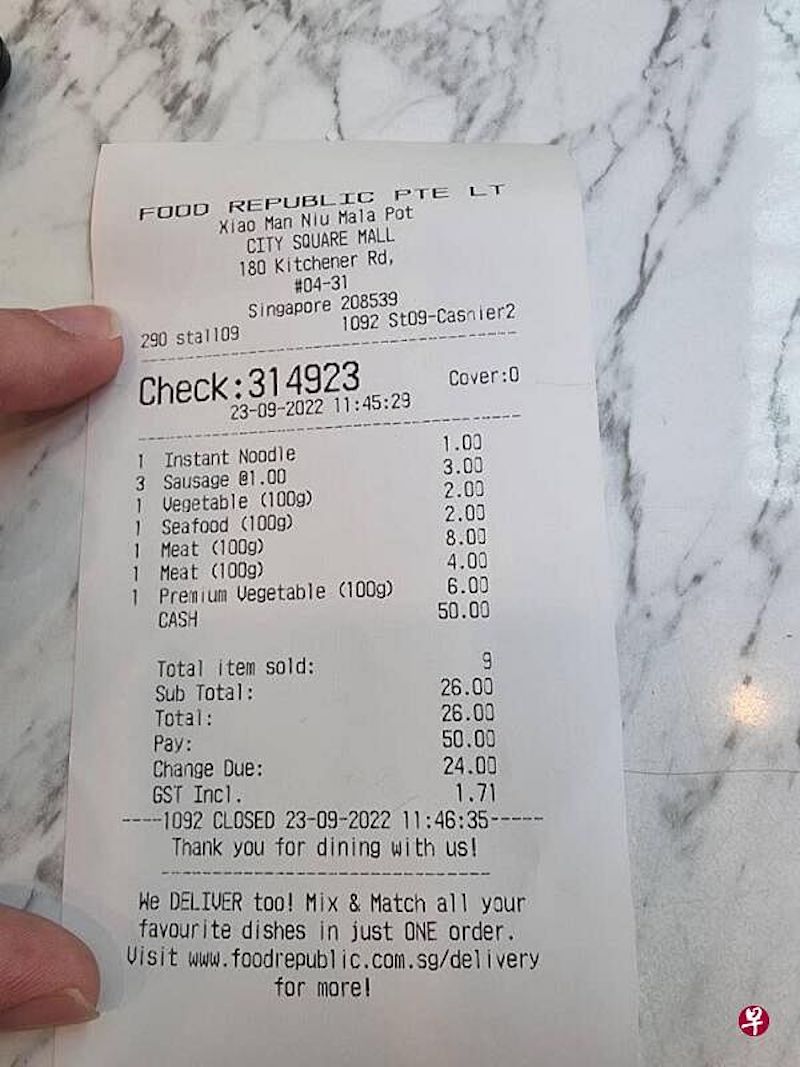 FOOD REPUBLIC PTE LT
Xiao Man Niu Mala Pot
CITY SQUARE MALL
180 Kitchener Rd,
#04-31
Singapore 208539
290 stall09 1092 St09-Casnier2
Check:314923 Cover:0
23-09-2022 11:45:29
1 Instant Noodle 1.00
3 Sausage @1.00 3.00
1 Vegetable (100g) 2.00
1 Seafood (100g) 2.00
1 Meat (100g) 8.00
1 Meat (100g) 4.00
1 Premium Vegetable (100g) 6.00
CASH 50.00
Total item sold: 9
Sub Total: 26.00
Total: 26.00
Pay: 50.00
Change Due: 24.00
GST Incl. 1.71
----1092 CLOSED 23-09-2022 11:46:35-----
Thank you for dining with us!
We DELIVER too! Mix & Match all your
favourite dishes in just ONE order.
Visit www.foodrepublic.com.sg/delivery
for more!
早